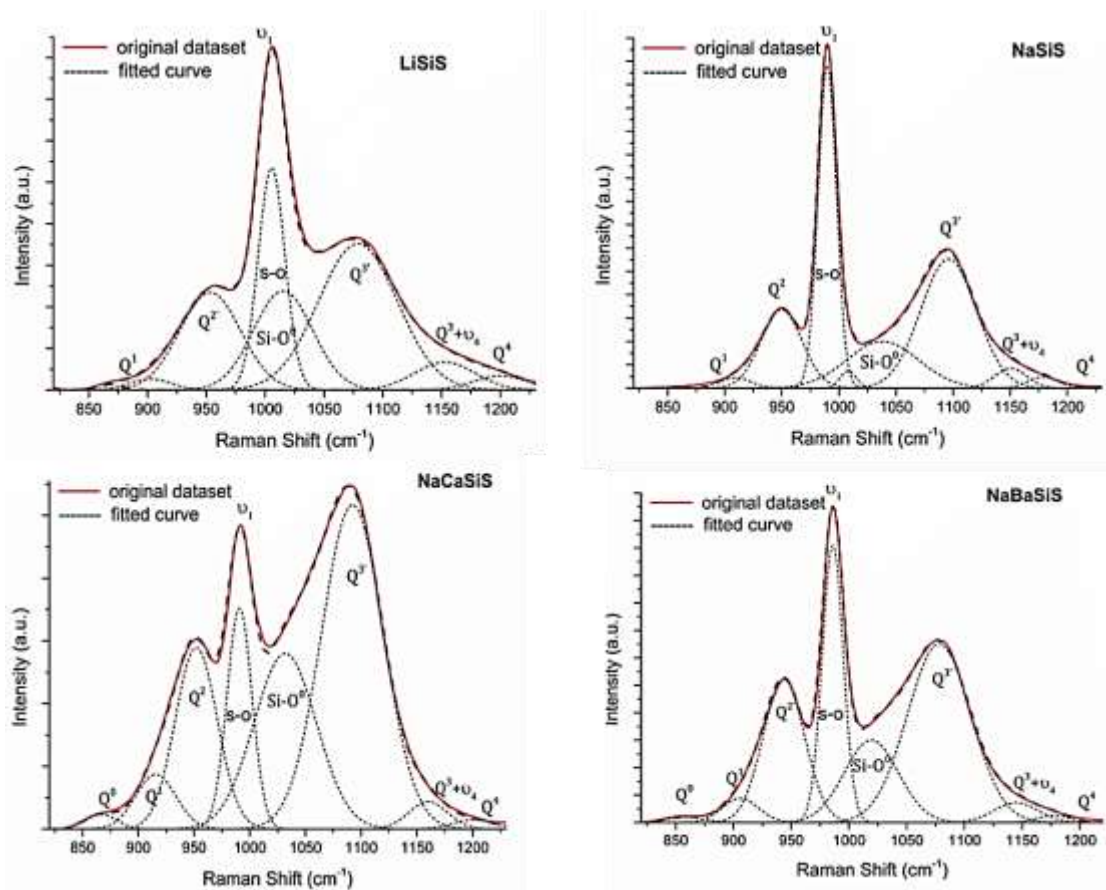 υ₁
original dataset
fitted curve
LiSiS
Intensity (a.u.)
Q¹
Q²
s-o
Si-O⁰
Q³'
Q³+υ₄
Q⁴
850 900 950 1000 1050 1100 1150 1200
Raman Shift (cm⁻¹)
υ₁
original dataset
fitted curve
NaSiS
Intensity (a.u.)
Q¹
Q²
s-o
Si-O⁰
Q³'
Q³+υ₄
Q⁴
850 900 950 1000 1050 1100 1150 1200
Raman Shift (cm⁻¹)
NaCaSiS
original dataset
fitted curve
υ₁
Intensity (a.u.)
Q⁰
Q²
s-o
Si-O⁰
Q³'
Q³+υ₄
Q⁴
850 900 950 1000 1050 1100 1150 1200
Raman Shift (cm⁻¹)
NaBaSiS
original dataset
fitted curve
υ₁
Intensity (a.u.)
Q⁰
Q¹
Q²
s-o
Si-O⁰
Q³'
Q³+υ₄
Q⁴
850 900 950 1000 1050 1100 1150 1200
Raman Shift (cm⁻¹)